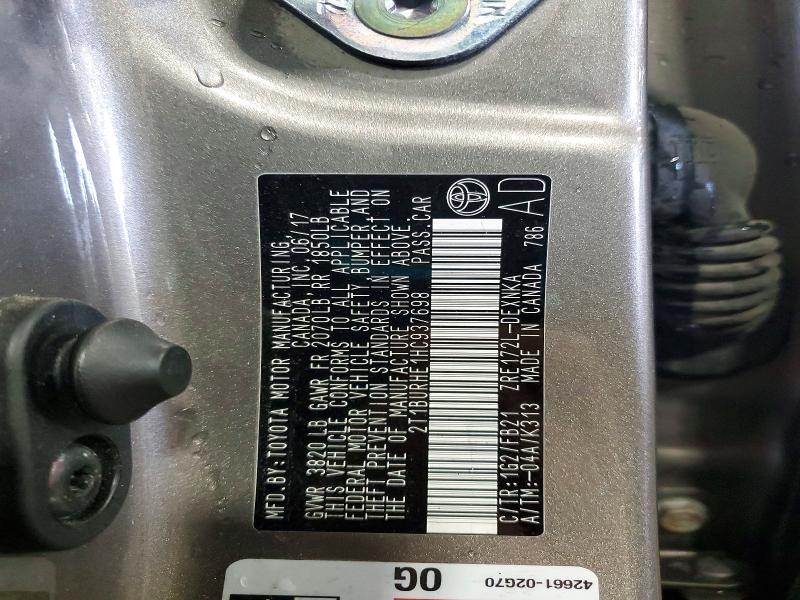 MFD. BY: TOYOTA MOTOR MANUFACTURING,
CANADA, INC. 06/17
GVWR 3820LB GAWR FR 2070LB RR 1850LB
THIS VEHICLE CONFORMS TO ALL APPLICABLE
FEDERAL MOTOR VEHICLE SAFETY, BUMPER, AND
THEFT PREVENTION STANDARDS IN EFFECT ON
THE DATE OF MANUFACTURE SHOWN ABOVE.
2T1BURHE1HC937698 PASS. CAR
C/TR:1G2/FB21 ZRE172L-DEXNKA
A/TM:-04A/K313 MADE IN CANADA 786 AD
42661-02G70
OG